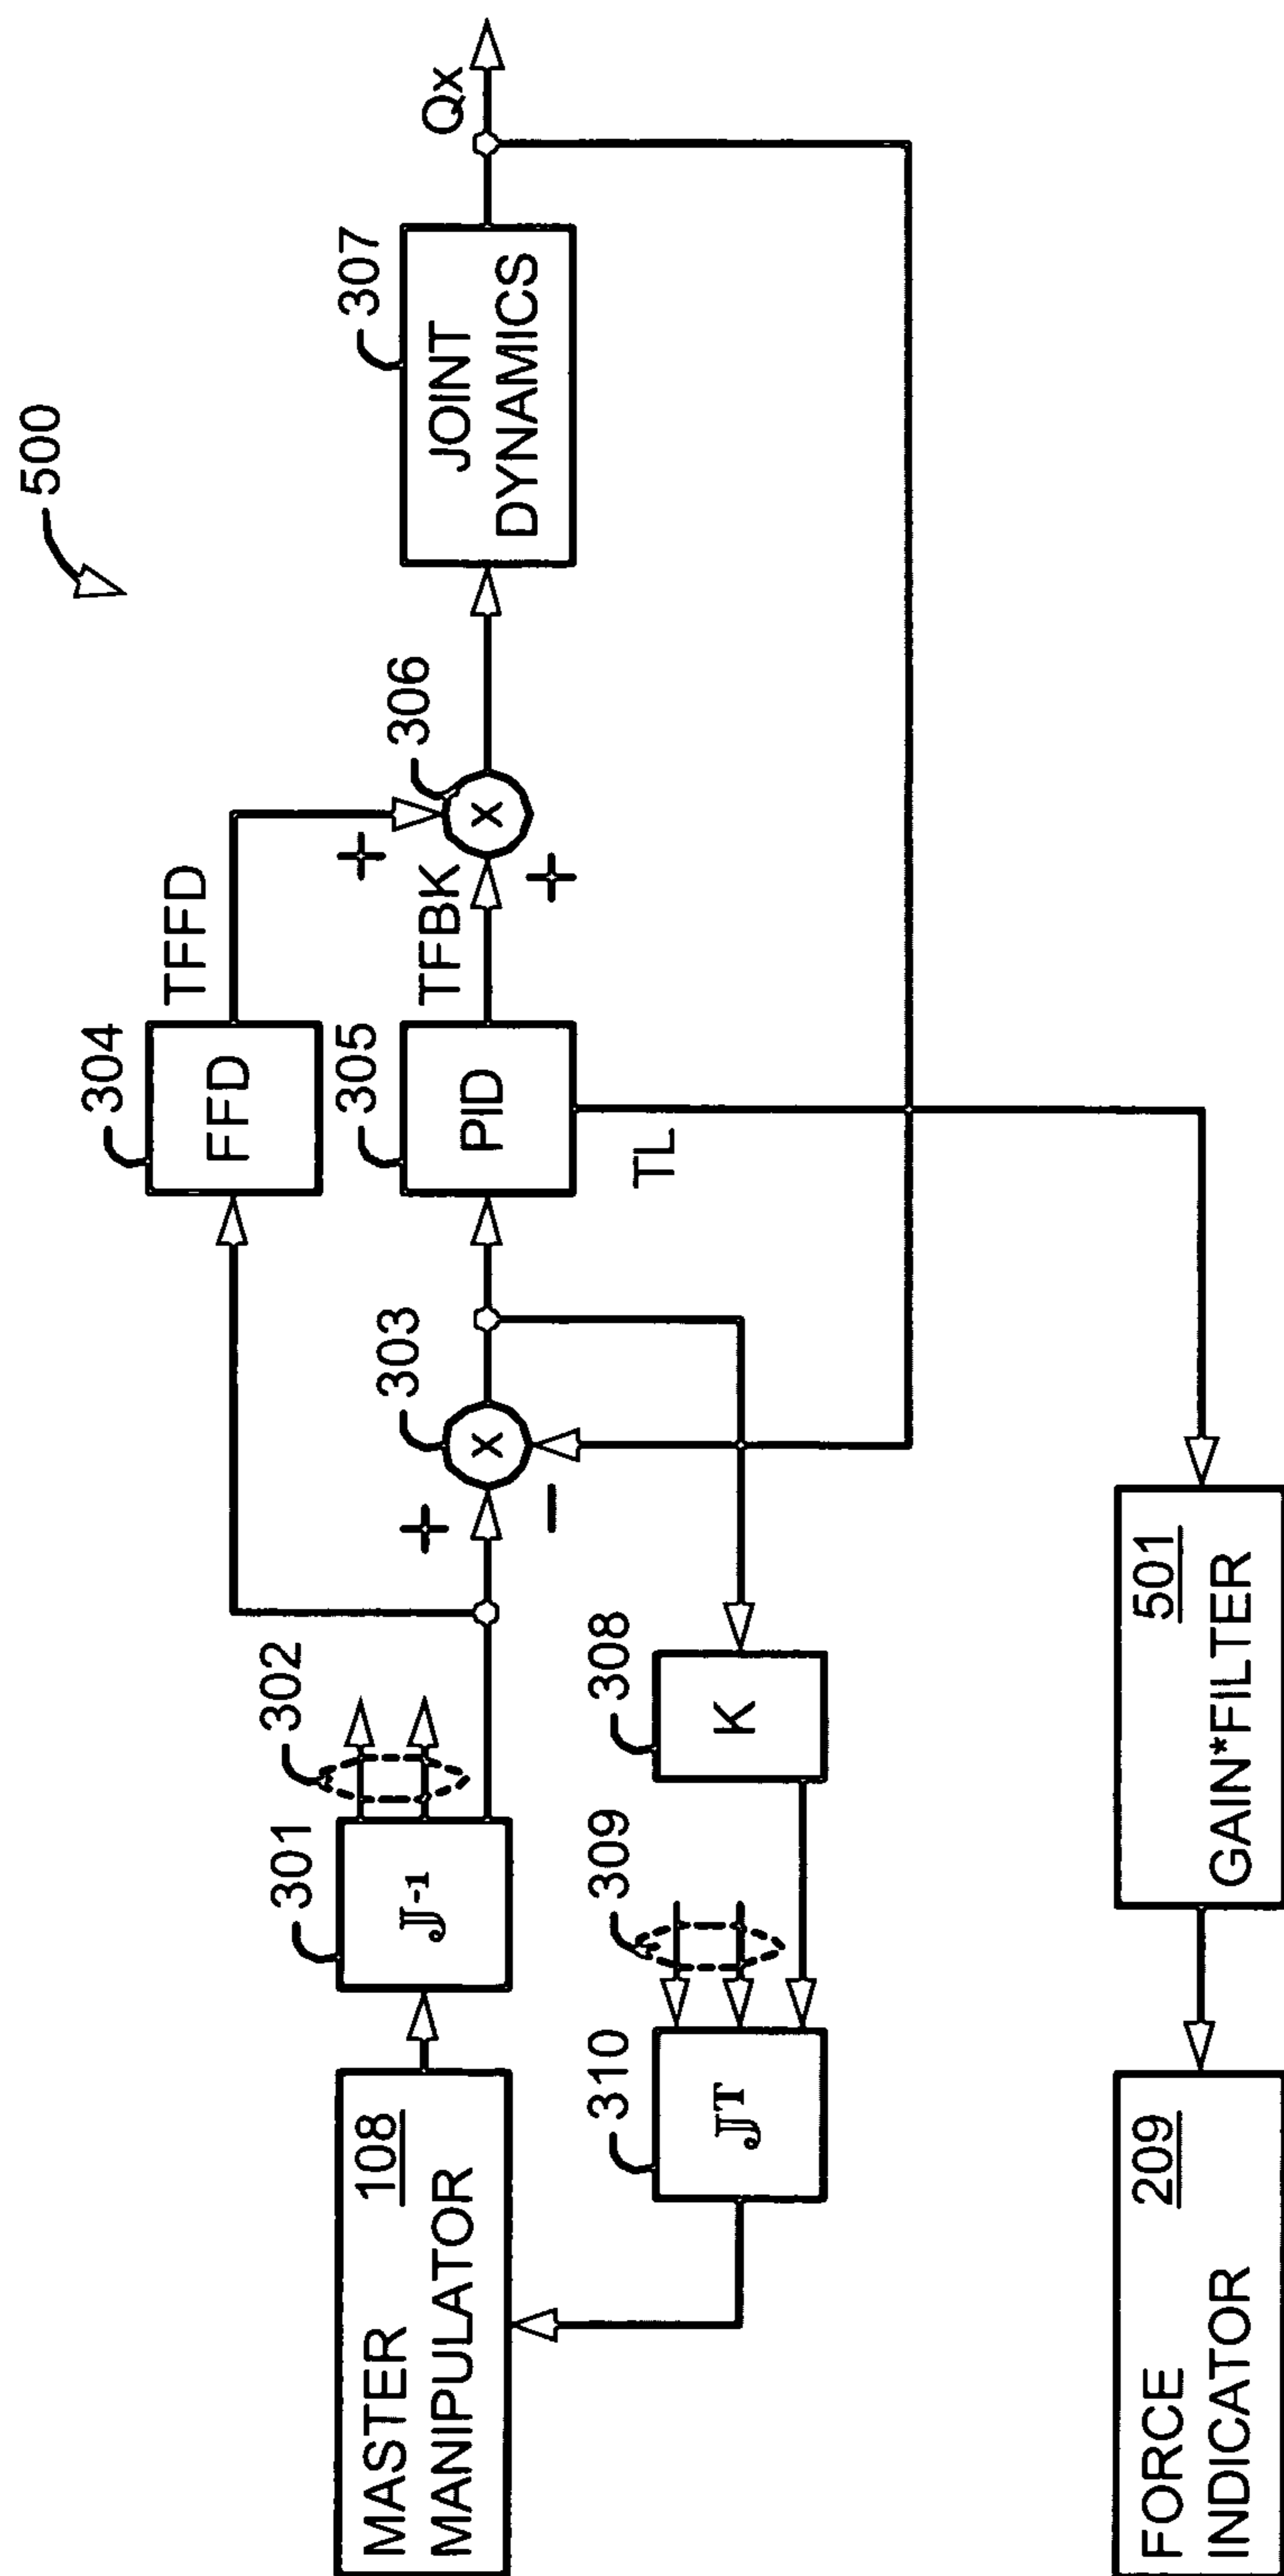 500
304
FFD
TFFD
302
303
305
PID
TFBK
306
307
JOINT
DYNAMICS
Qx
301
𝕁-1
+
x
−
+
x
+
TL
108
MASTER
MANIPULATOR
309
308
K
310
𝕁T
209
FORCE
INDICATOR
501
GAIN*FILTER